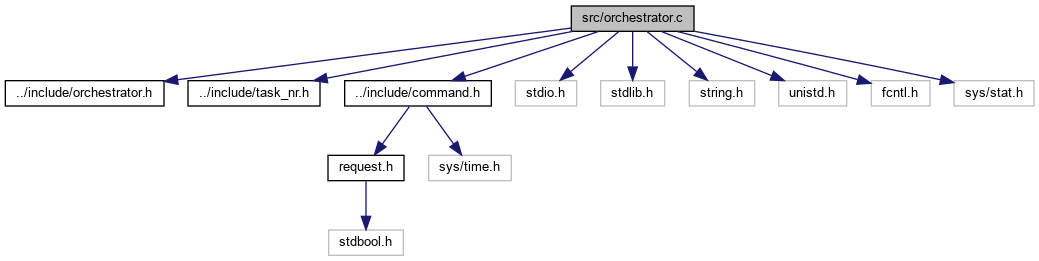 src/orchestrator.c
../include/orchestrator.h
../include/task_nr.h
../include/command.h
stdio.h
stdlib.h
string.h
unistd.h
fcntl.h
sys/stat.h
request.h
sys/time.h
stdbool.h